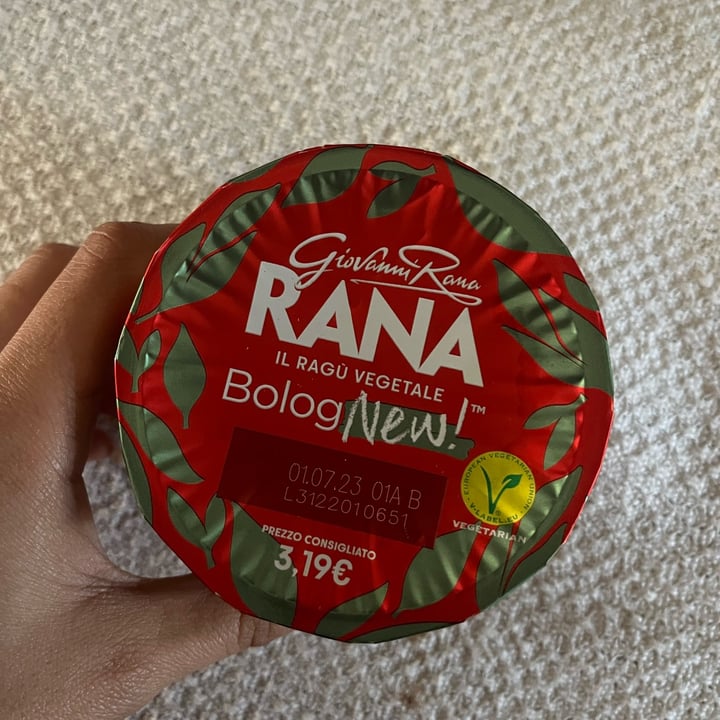 Giovanni Rana
RANA
IL RAGÙ VEGETALE
BologNew!™
01.07.23 01A B
L3122010651
EUROPEAN VEGETARIAN UNION
V-LABEL.EU
VEGETARIAN
PREZZO CONSIGLIATO
3,19€